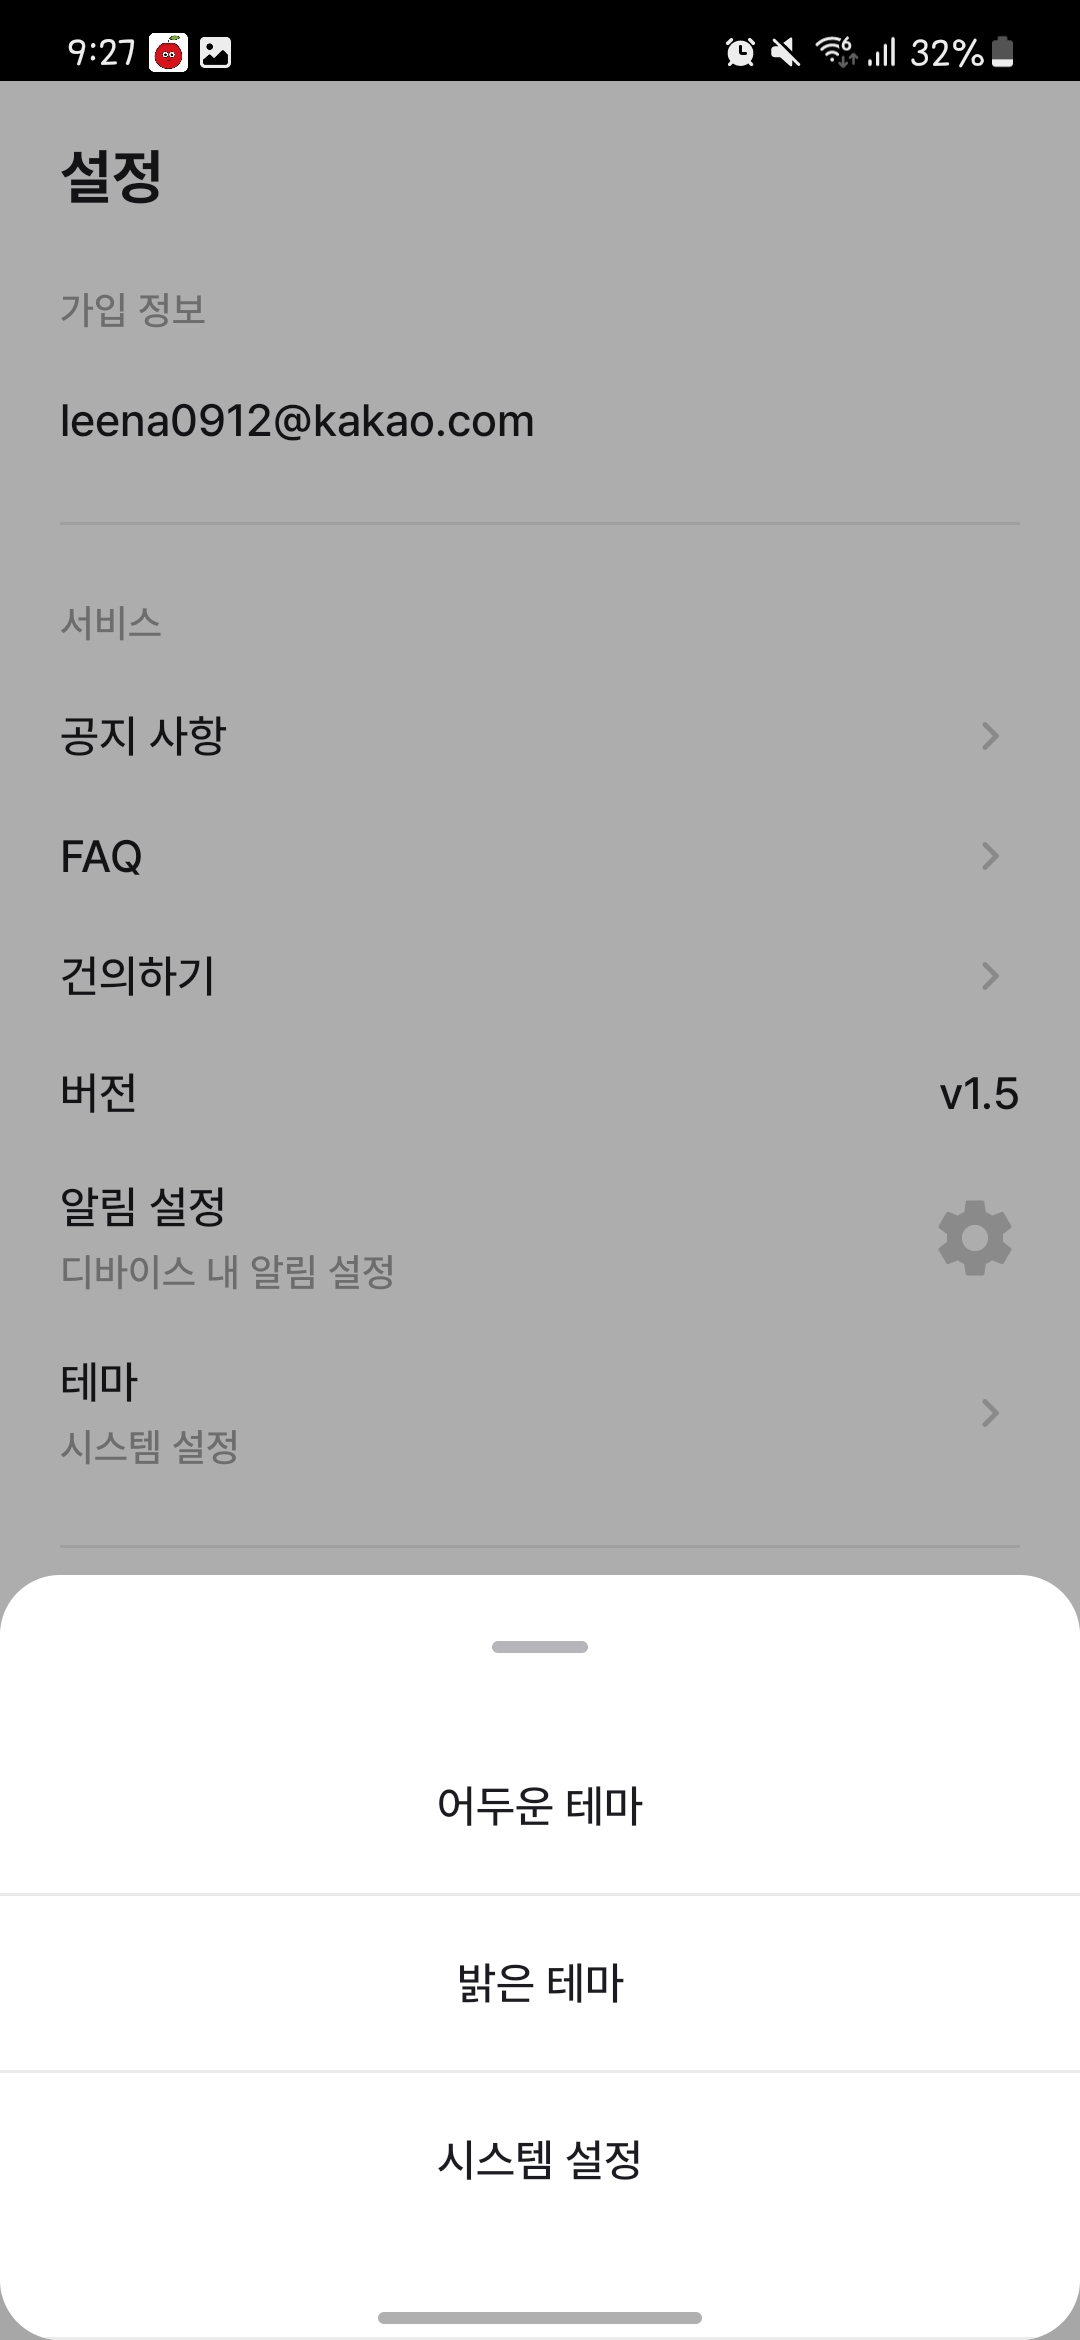 9:27
6
32%
설정
가입 정보
leena0912@kakao.com
서비스
공지 사항
FAQ
건의하기
버전
v1.5
알림 설정
디바이스 내 알림 설정
테마
시스템 설정
어두운 테마
밝은 테마
시스템 설정